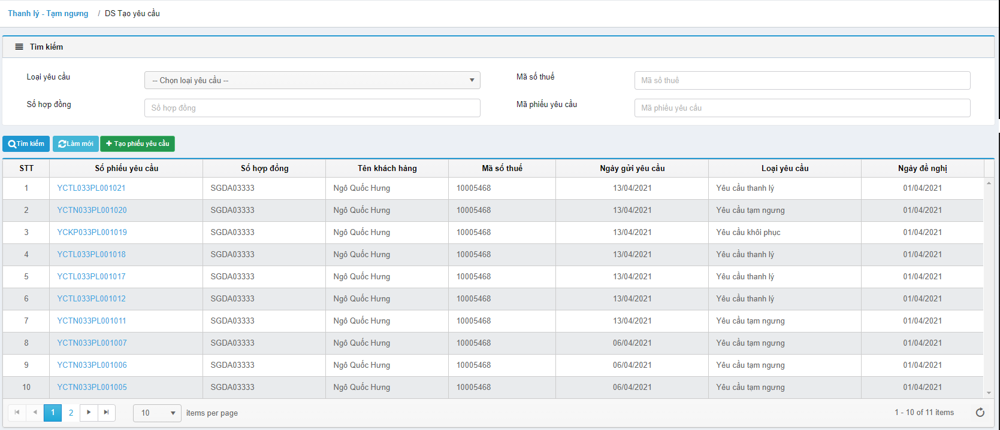 Thanh lý - Tạm ngưng / DS Tạo yêu cầu
Tìm kiếm
Loại yêu cầu -- Chọn loại yêu cầu -- Mã số thuế Mã số thuế
Số hợp đồng Số hợp đồng Mã phiếu yêu cầu Mã phiếu yêu cầu
Tìm kiếm Làm mới Tạo phiếu yêu cầu
STT Số phiếu yêu cầu Số hợp đồng Tên khách hàng Mã số thuế Ngày gửi yêu cầu Loại yêu cầu Ngày đề nghị
1 YCTL033PL001021 SGDA03333 Ngô Quốc Hưng 10005468 13/04/2021 Yêu cầu thanh lý 01/04/2021
2 YCTN033PL001020 SGDA03333 Ngô Quốc Hưng 10005468 13/04/2021 Yêu cầu tạm ngưng 01/04/2021
3 YCKP033PL001019 SGDA03333 Ngô Quốc Hưng 10005468 13/04/2021 Yêu cầu khôi phục 01/04/2021
4 YCTL033PL001018 SGDA03333 Ngô Quốc Hưng 10005468 13/04/2021 Yêu cầu thanh lý 01/04/2021
5 YCTL033PL001017 SGDA03333 Ngô Quốc Hưng 10005468 13/04/2021 Yêu cầu thanh lý 01/04/2021
6 YCTL033PL001012 SGDA03333 Ngô Quốc Hưng 10005468 13/04/2021 Yêu cầu thanh lý 01/04/2021
7 YCTN033PL001011 SGDA03333 Ngô Quốc Hưng 10005468 13/04/2021 Yêu cầu tạm ngưng 01/04/2021
8 YCTN033PL001007 SGDA03333 Ngô Quốc Hưng 10005468 06/04/2021 Yêu cầu tạm ngưng 01/04/2021
9 YCTN033PL001006 SGDA03333 Ngô Quốc Hưng 10005468 06/04/2021 Yêu cầu tạm ngưng 01/04/2021
10 YCTN033PL001005 SGDA03333 Ngô Quốc Hưng 10005468 06/04/2021 Yêu cầu tạm ngưng 01/04/2021
1 2 10 items per page 1 - 10 of 11 items